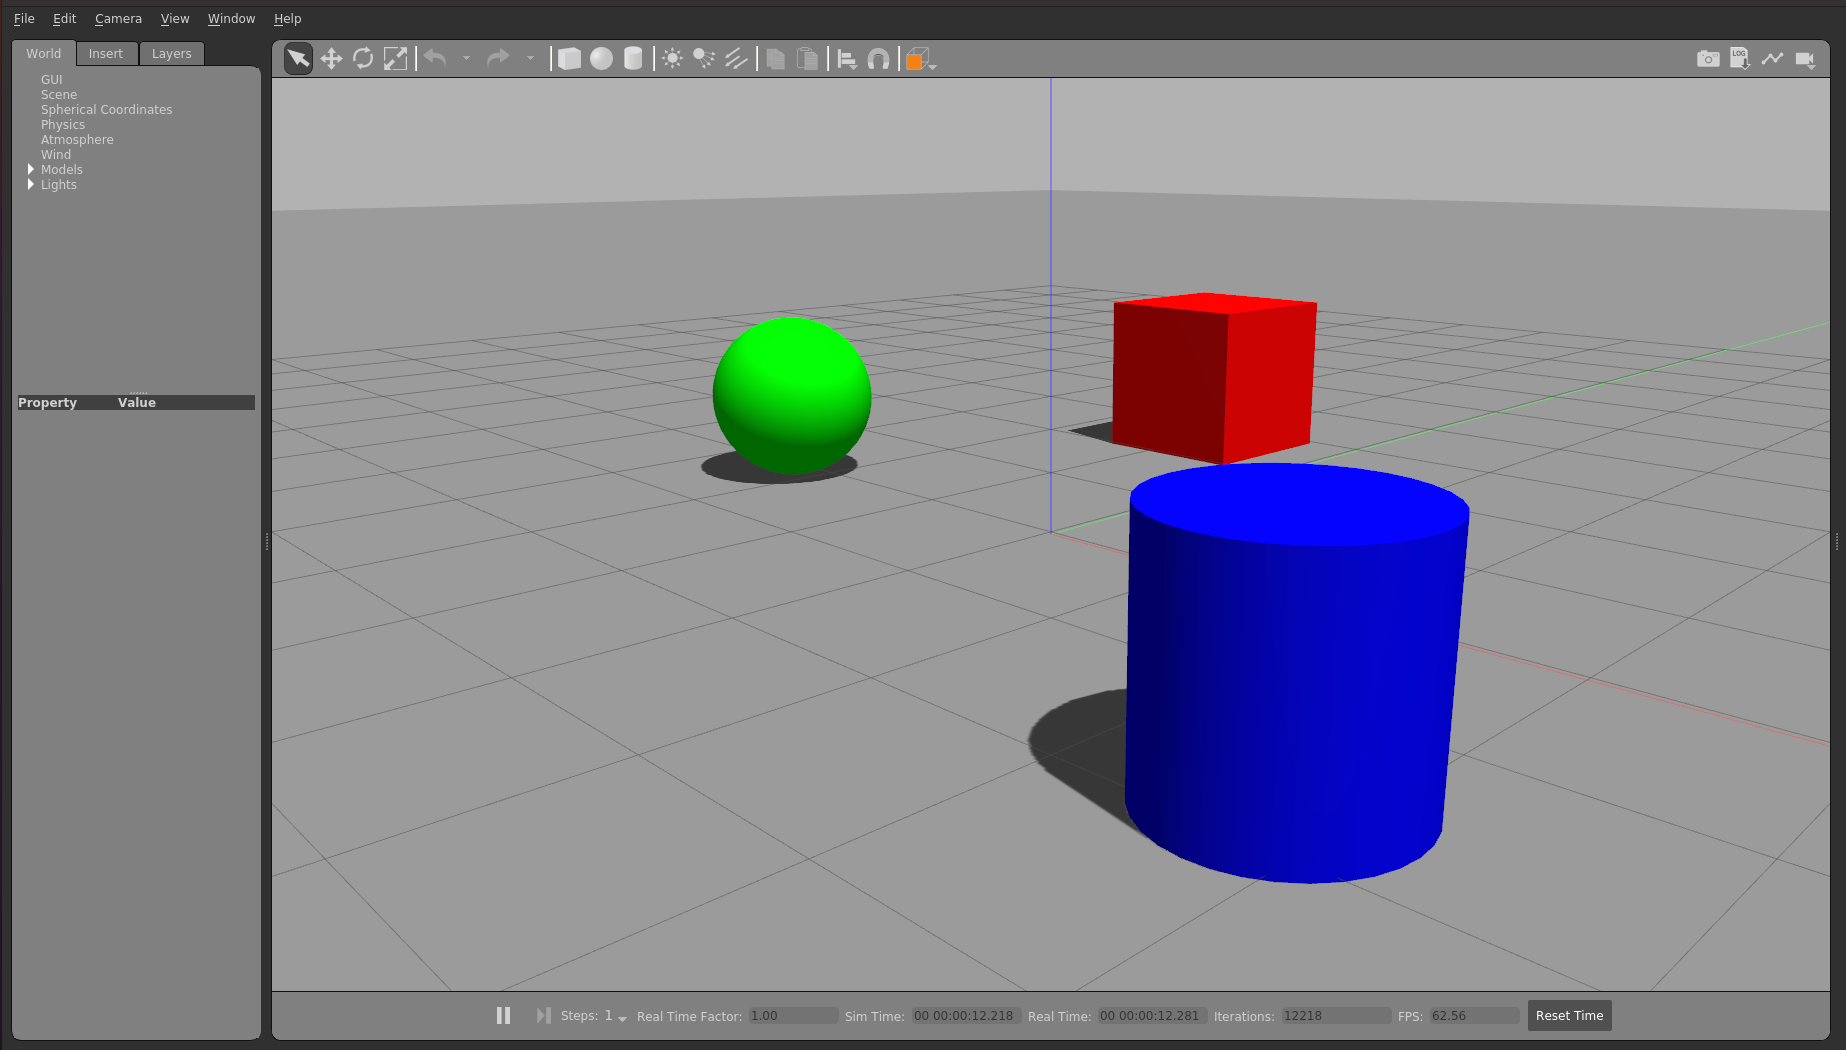 File Edit Camera View Window Help
World Insert Layers
LOG
GUI
Scene
Spherical Coordinates
Physics
Atmosphere
Wind
Models
Lights
Property Value
Steps: 1 Real Time Factor: 1.00 Sim Time: 00 00:00:12.218 Real Time: 00 00:00:12.281 Iterations: 12218 FPS: 62.56 Reset Time